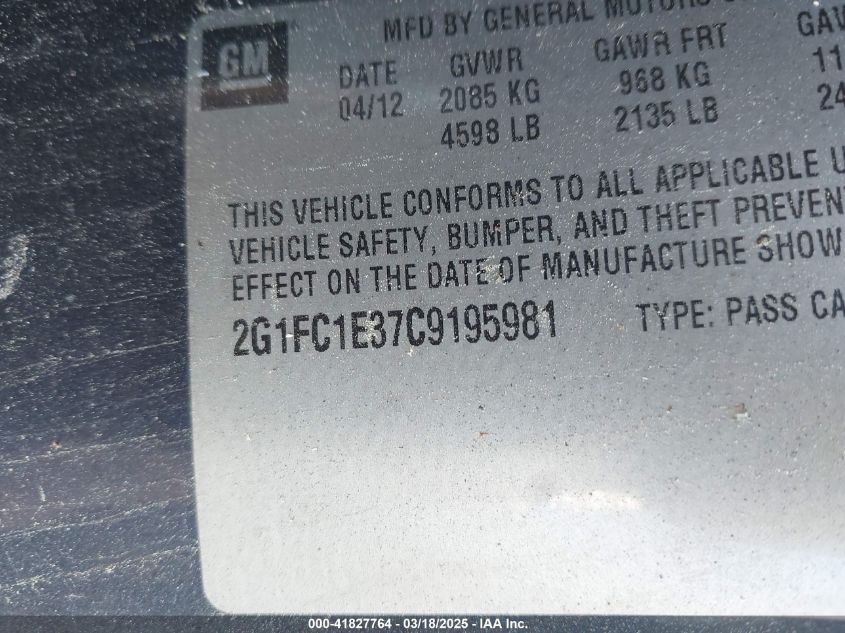 GM
MFD BY GENERAL MOTORS
DATE GVWR GAWR FRT
04/12 2085 KG 968 KG 11
4598 LB 2135 LB 24
THIS VEHICLE CONFORMS TO ALL APPLICABLE
VEHICLE SAFETY, BUMPER, AND THEFT PREVEN
EFFECT ON THE DATE OF MANUFACTURE SHOW
2G1FC1E37C9195981 TYPE: PASS CA
000-41827764 - 03/18/2025 - IAA Inc.